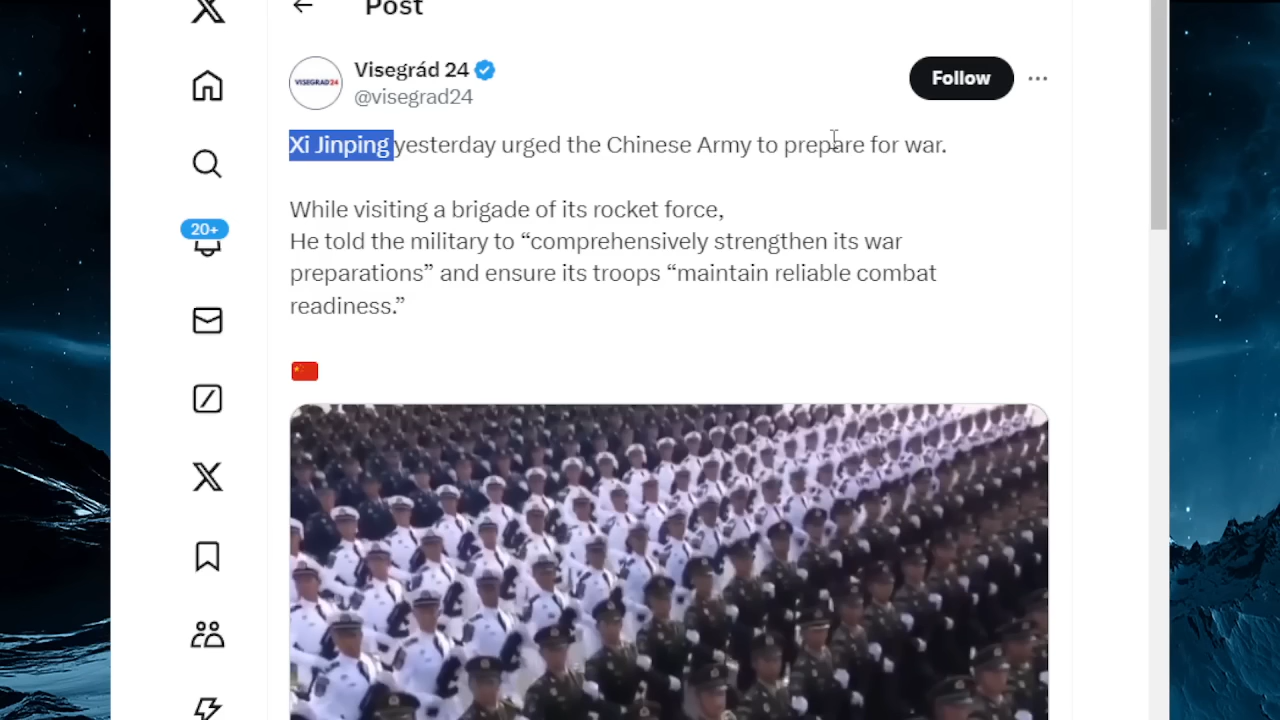 Post
VISEGRAD24
Visegrád 24
@visegrad24
Follow
Xi Jinping yesterday urged the Chinese Army to prepare for war.
While visiting a brigade of its rocket force,
He told the military to “comprehensively strengthen its war
preparations” and ensure its troops “maintain reliable combat
readiness.”
20+